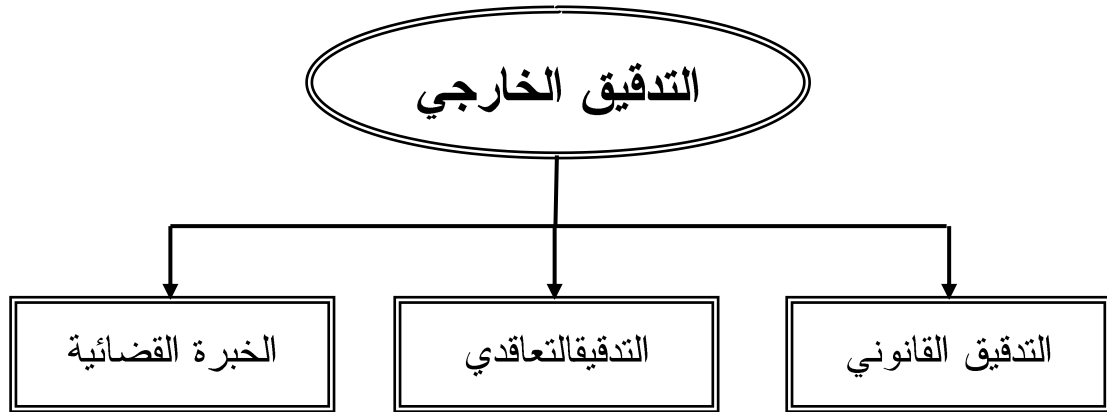 التدقيق الخارجي
التدقيق القانوني
التدقيقالتعاقدي
الخبرة القضائية